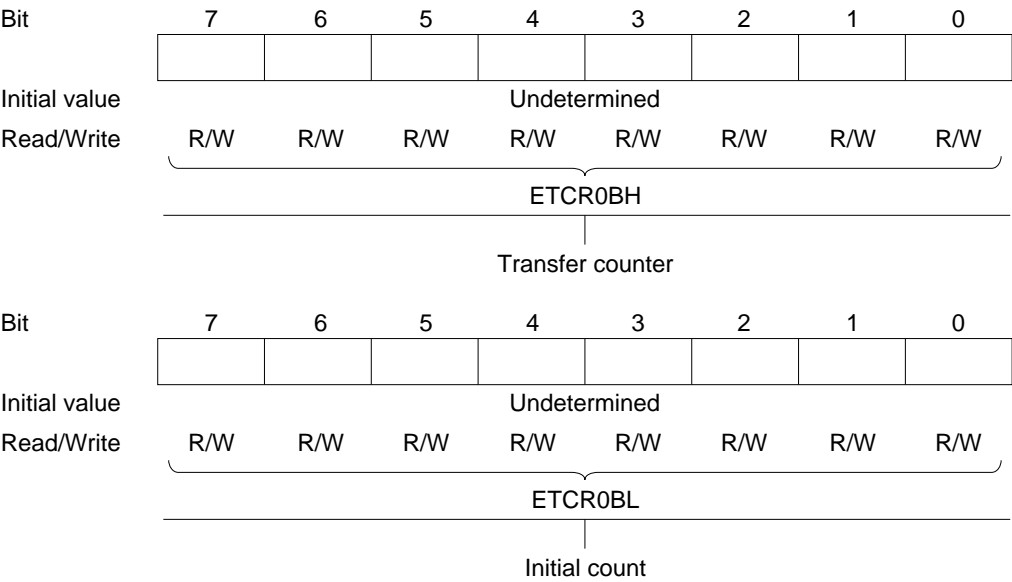 Bit 7 6 5 4 3 2 1 0
Initial value Undetermined
Read/Write R/W R/W R/W R/W R/W R/W R/W R/W
ETCR0BH
Transfer counter
Bit 7 6 5 4 3 2 1 0
Initial value Undetermined
Read/Write R/W R/W R/W R/W R/W R/W R/W R/W
ETCR0BL
Initial count